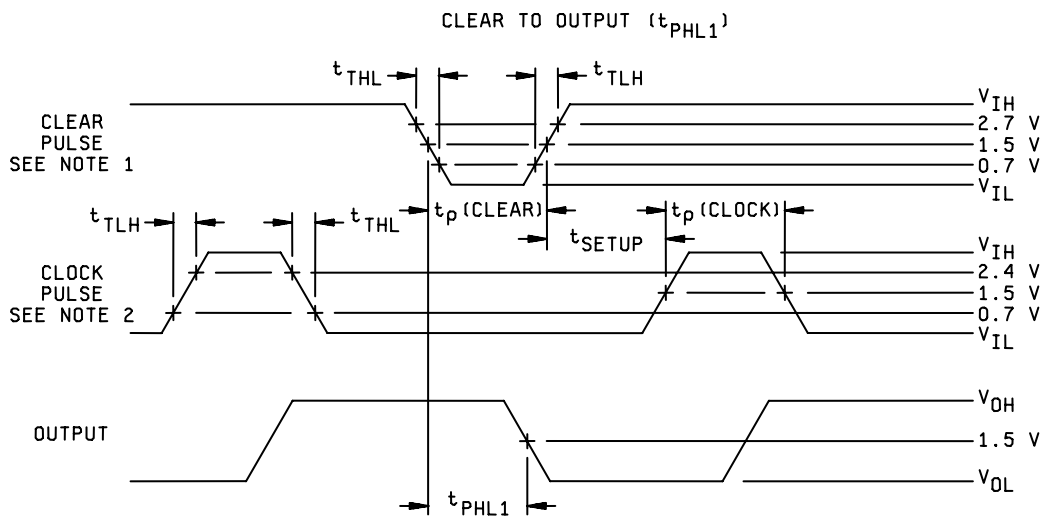 CLEAR TO OUTPUT (tPHL1)
tTHL
tTLH
VIH
2.7 V
1.5 V
0.7 V
VIL
CLEAR
PULSE
SEE NOTE 1
tp (CLEAR)
tp (CLOCK)
tSETUP
tTLH
tTHL
VIH
2.4 V
1.5 V
0.7 V
VIL
CLOCK
PULSE
SEE NOTE 2
VOH
1.5 V
VOL
OUTPUT
tPHL1